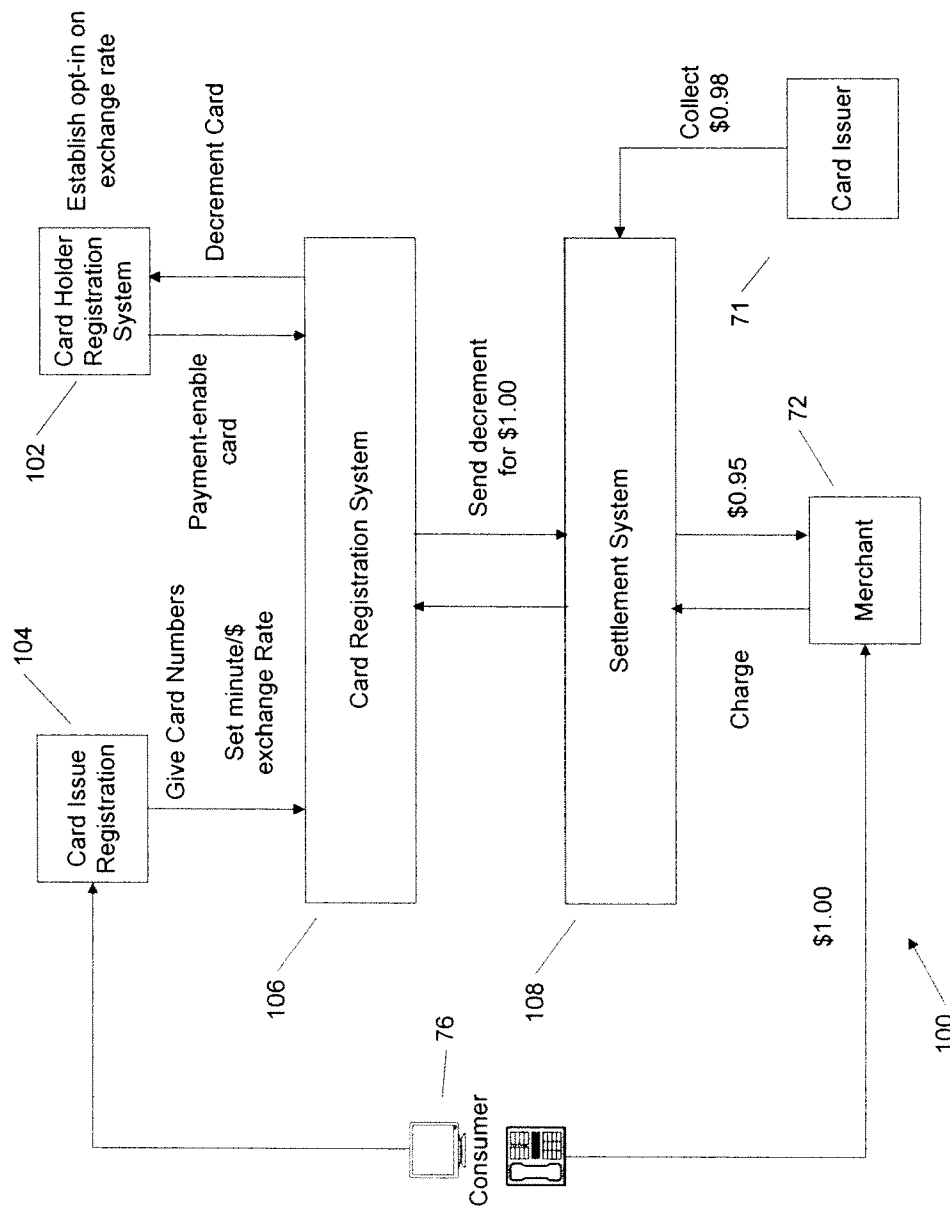 Establish opt-in on
exchange rate
102
Card Holder
Registration
System
Decrement Card
Payment-enable
card
104
Card Issue
Registration
Give Card Numbers
Set minute/$
exchange Rate
106
Card Registration System
Send decrement
for $1.00
76
Consumer
108
Settlement System
Collect
$0.98
Card Issuer
71
Charge
$0.95
72
Merchant
$1.00
100